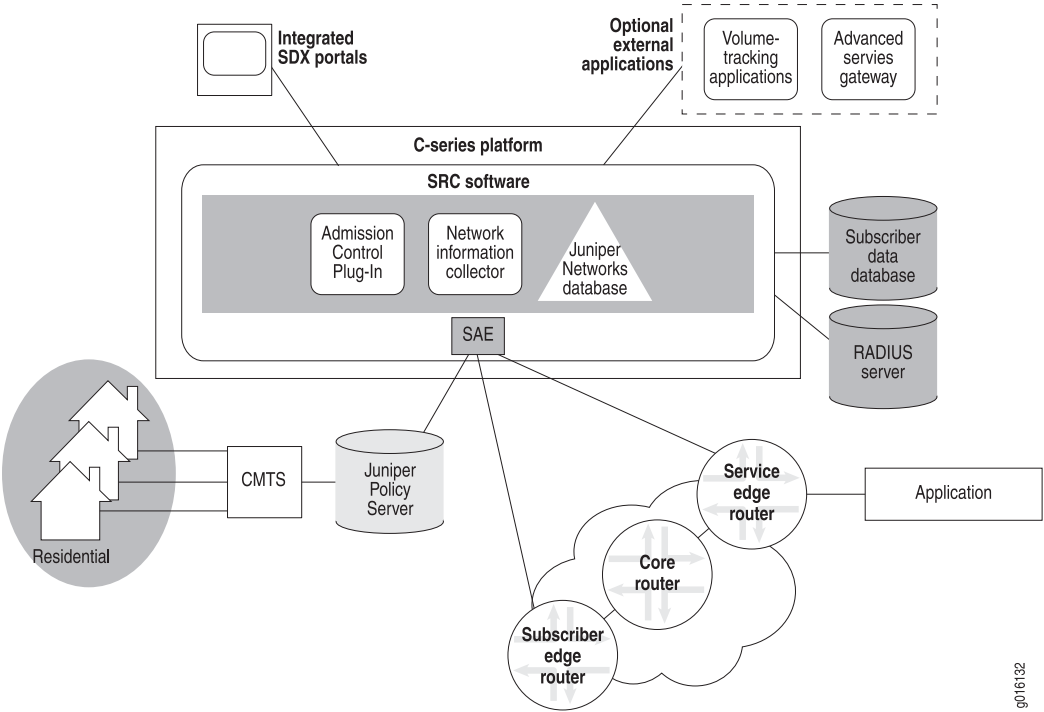 Integrated
SDX portals
Optional
external
applications
Volume-
tracking
applications
Advanced
servies
gateway
C-series platform
SRC software
Admission
Control
Plug-In
Network
information
collector
Juniper
Networks
database
SAE
Subscriber
data
database
RADIUS
server
Residential
CMTS
Juniper
Policy
Server
Service
edge
router
Application
Core
router
Subscriber
edge
router
g016132